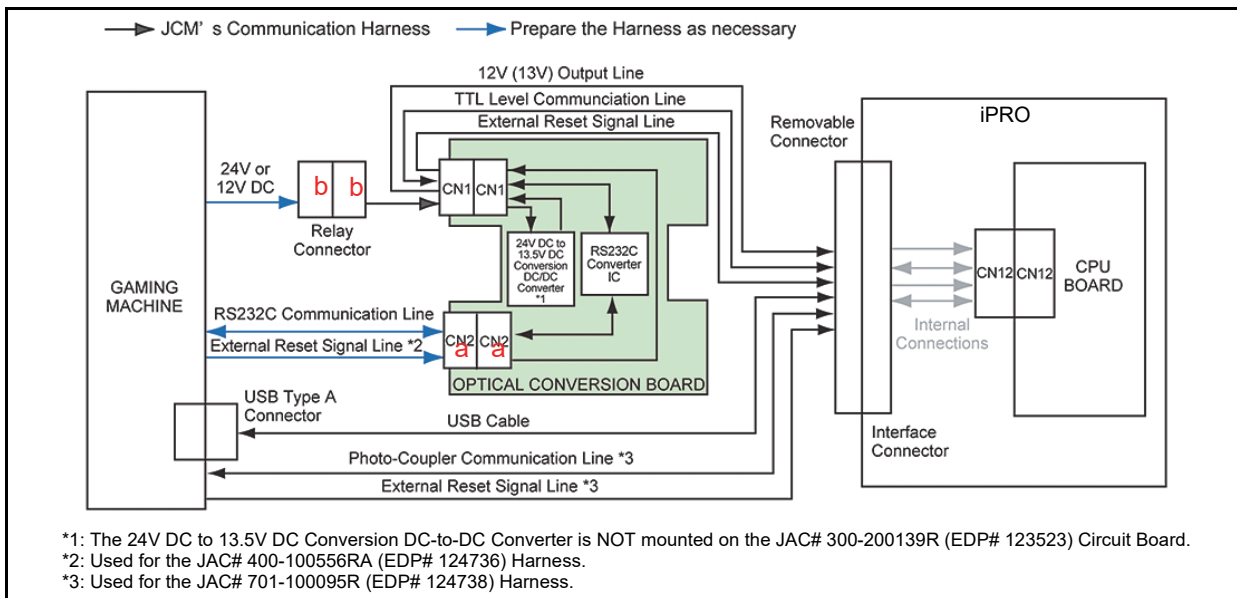 JCM' s Communication Harness
Prepare the Harness as necessary
12V (13V) Output Line
TTL Level Communciation Line
External Reset Signal Line
Removable
Connector
iPRO
24V or
12V DC
b
b
Relay
Connector
CN1
CN1
24V DC to
13.5V DC
Conversion
DC/DC
Converter
*1
RS232C
Converter
IC
GAMING
MACHINE
RS232C Communication Line
External Reset Signal Line *2
CN2
CN2
a
a
OPTICAL CONVERSION BOARD
CN12
CN12
CPU
BOARD
Internal
Connections
USB Type A
Connector
USB Cable
Interface
Connector
Photo-Coupler Communication Line *3
External Reset Signal Line *3
*1: The 24V DC to 13.5V DC Conversion DC-to-DC Converter is NOT mounted on the JAC# 300-200139R (EDP# 123523) Circuit Board.
*2: Used for the JAC# 400-100556RA (EDP# 124736) Harness.
*3: Used for the JAC# 701-100095R (EDP# 124738) Harness.